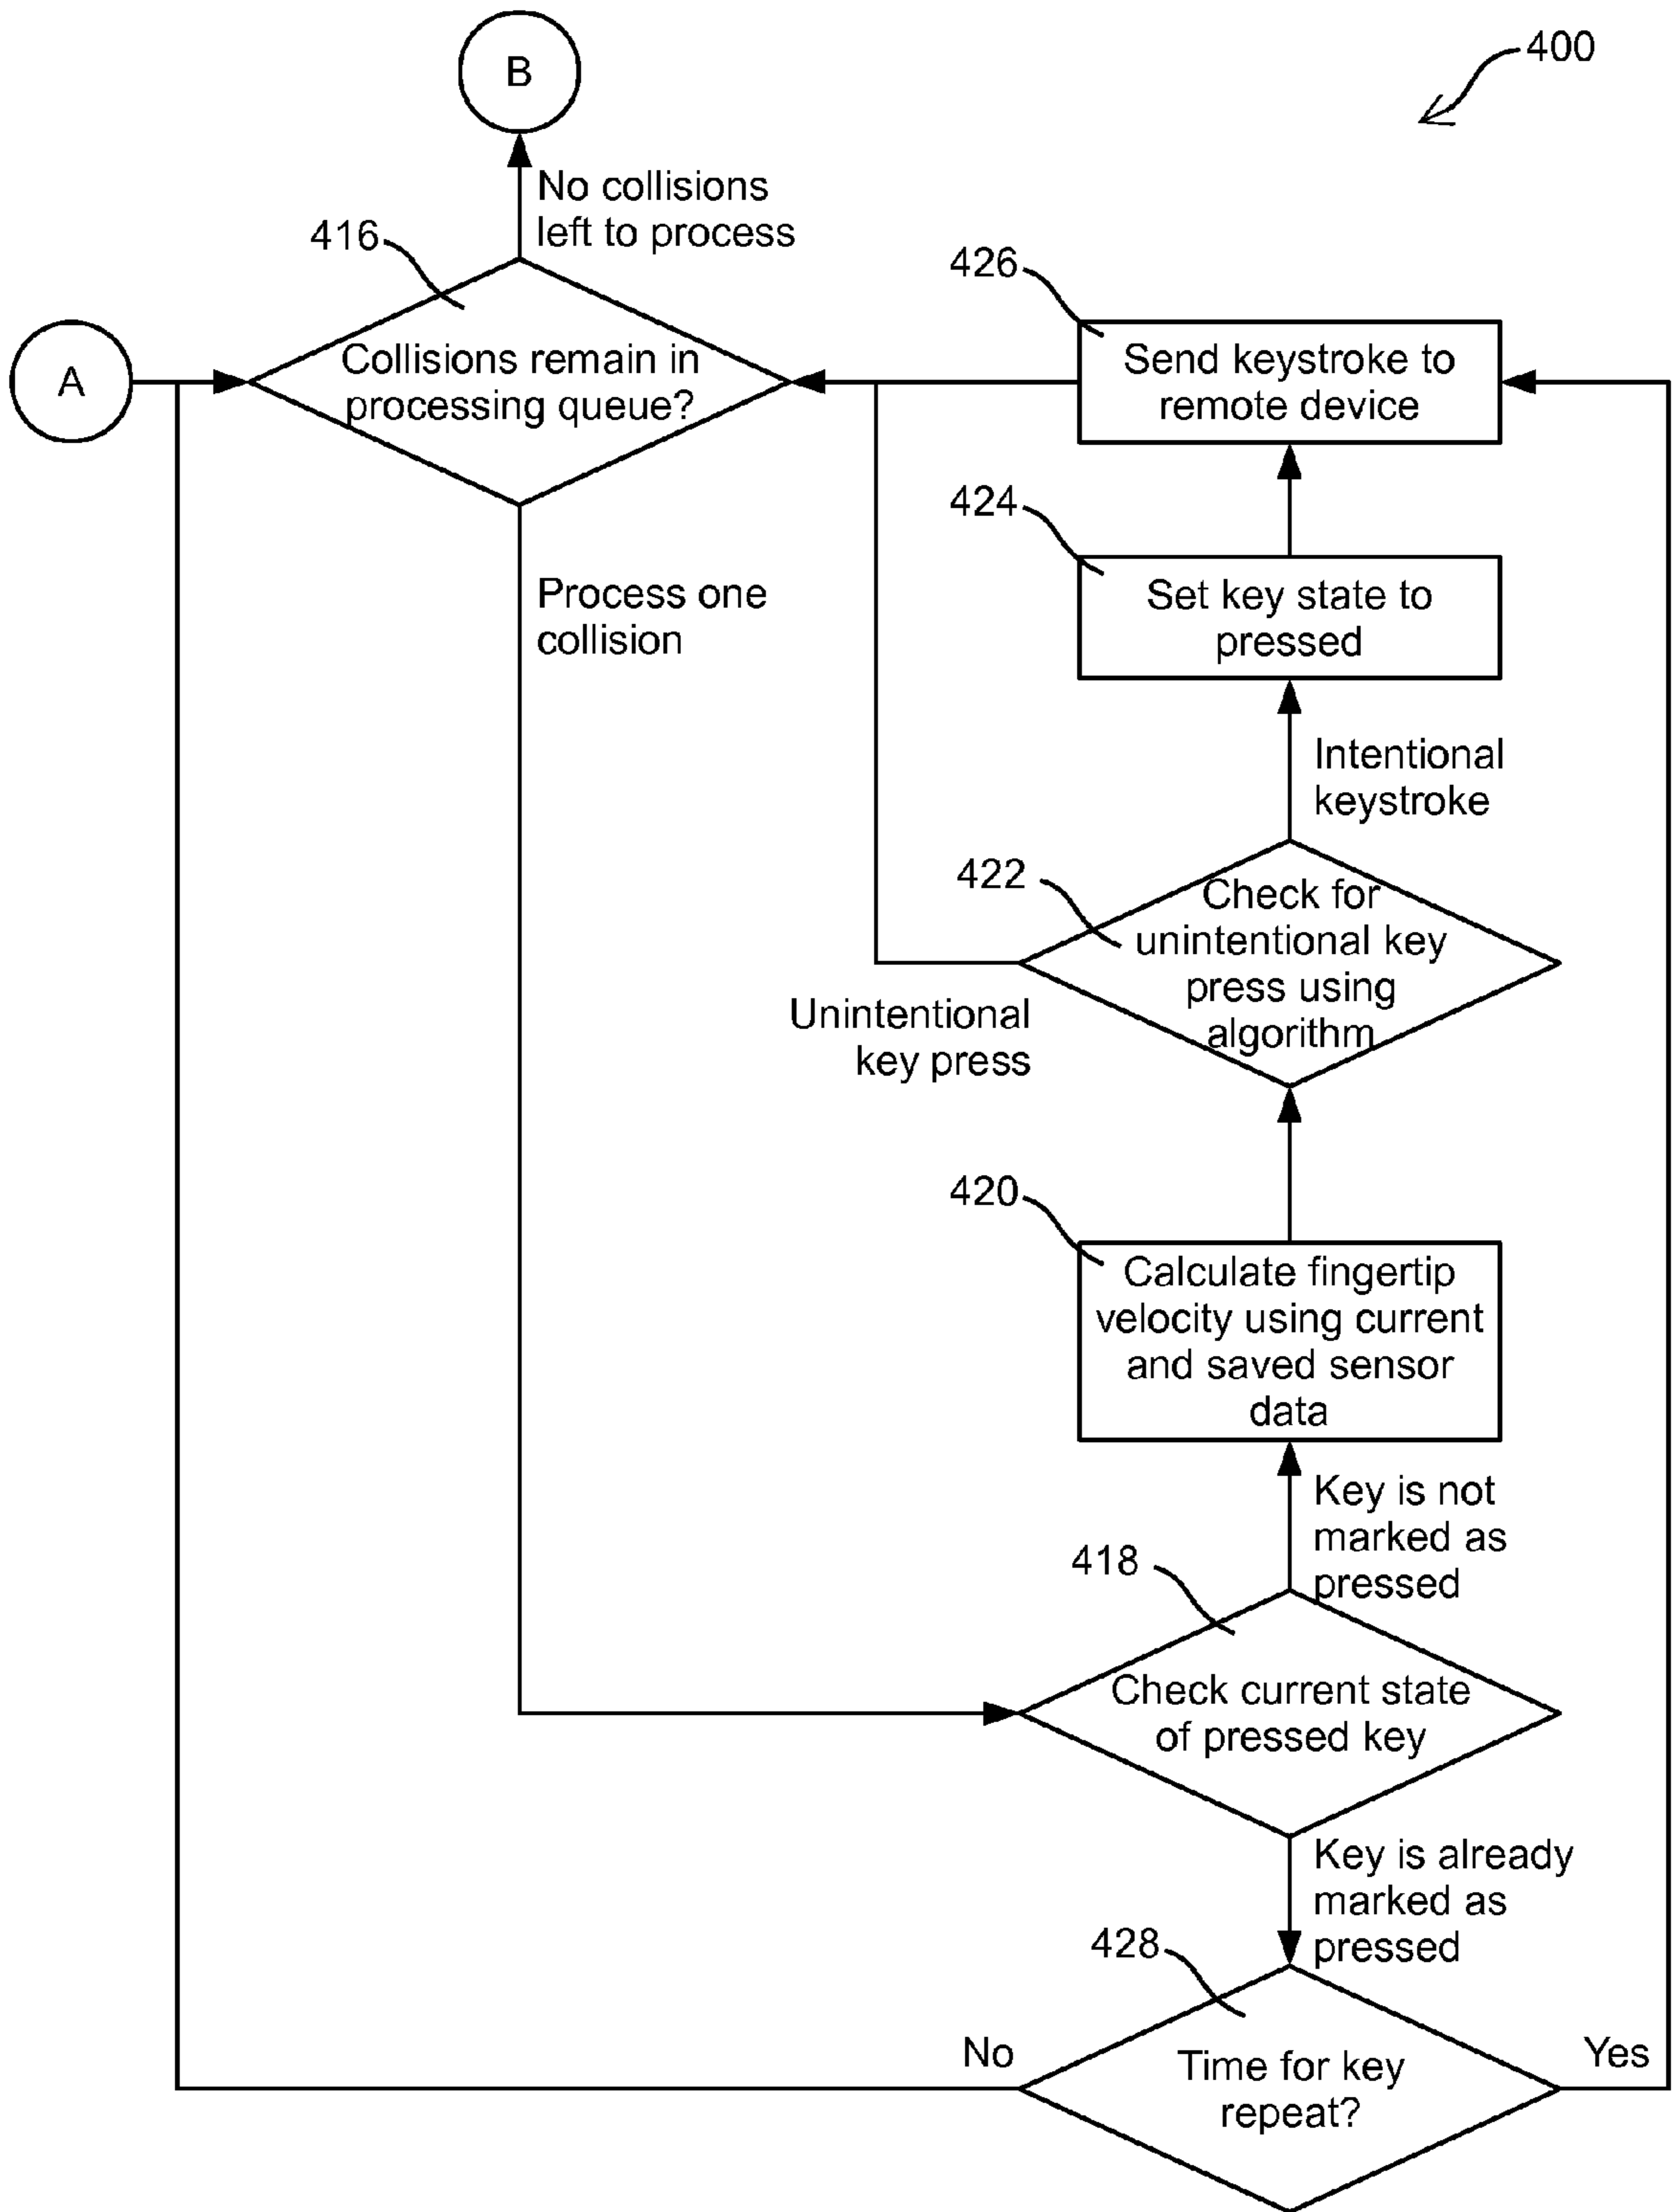 B
400
No collisions
left to process
416
A
Collisions remain in
processing queue?
426
Send keystroke to
remote device
424
Set key state to
pressed
Process one
collision
Intentional
keystroke
422
Check for
unintentional key
press using
algorithm
Unintentional
key press
420
Calculate fingertip
velocity using current
and saved sensor
data
Key is not
marked as
pressed
418
Check current state
of pressed key
Key is already
marked as
pressed
428
No
Time for key
repeat?
Yes